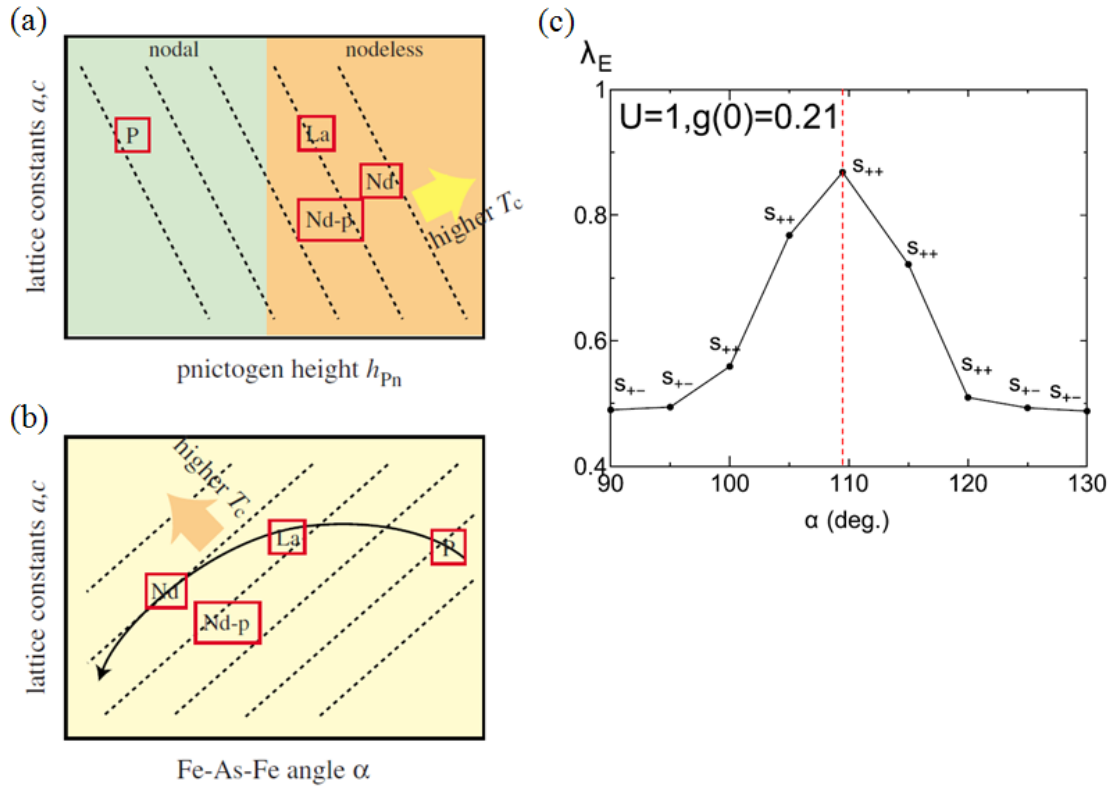 (a)
nodal nodeless
P
La
Nd
Nd-p
higher Tc
lattice constants a,c
pnictogen height hPn
(b)
higher Tc
La
P
Nd
Nd-p
lattice constants a,c
Fe-As-Fe angle α
(c)
λE
1
U=1,g(0)=0.21
S++
S++
S++
0.8
0.6
S++
S++
S+− S+− S+− S+−
0.4
90 100 110 120 130
α (deg.)